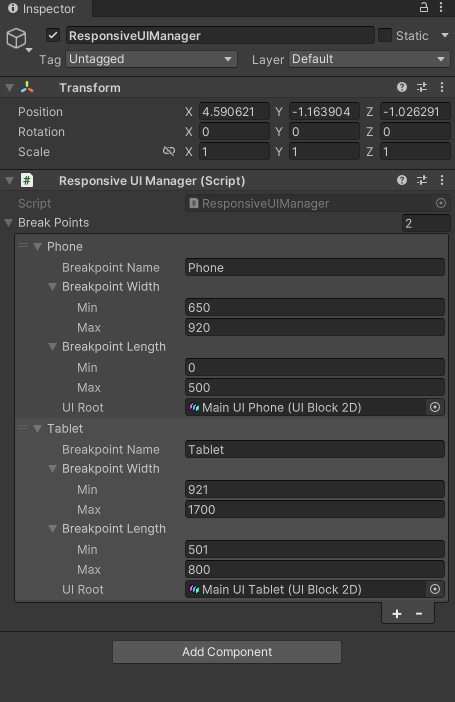 Inspector
ResponsiveUIManager Static
Tag Untagged Layer Default
Transform
Position X 4.590621 Y -1.163904 Z -1.026291
Rotation X 0 Y 0 Z 0
Scale X 1 Y 1 Z 1
# Responsive UI Manager (Script)
Script # ResponsiveUIManager
Break Points 2
Phone
Breakpoint Name Phone
Breakpoint Width
Min 650
Max 920
Breakpoint Length
Min 0
Max 500
UI Root Main UI Phone (UI Block 2D)
Tablet
Breakpoint Name Tablet
Breakpoint Width
Min 921
Max 1700
Breakpoint Length
Min 501
Max 800
UI Root Main UI Tablet (UI Block 2D)
+ -
Add Component